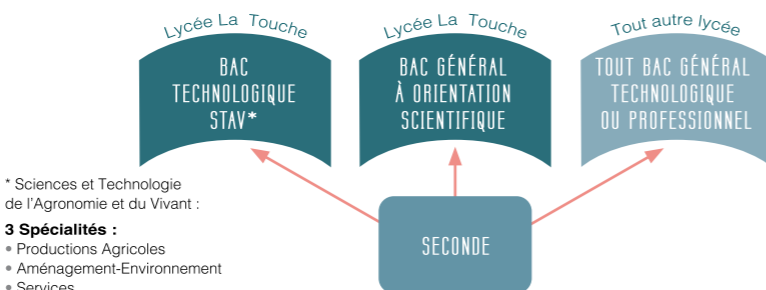 Lycée La Touche
BAC
TECHNOLOGIQUE
STAV*
Lycée La Touche
BAC GÉNÉRAL
À ORIENTATION
SCIENTIFIQUE
Tout autre lycée
TOUT BAC GÉNÉRAL
TECHNOLOGIQUE
OU PROFESSIONNEL
SECONDE
* Sciences et Technologie
de l'Agronomie et du Vivant :
3 Spécialités :
• Productions Agricoles
• Aménagement-Environnement
• Services